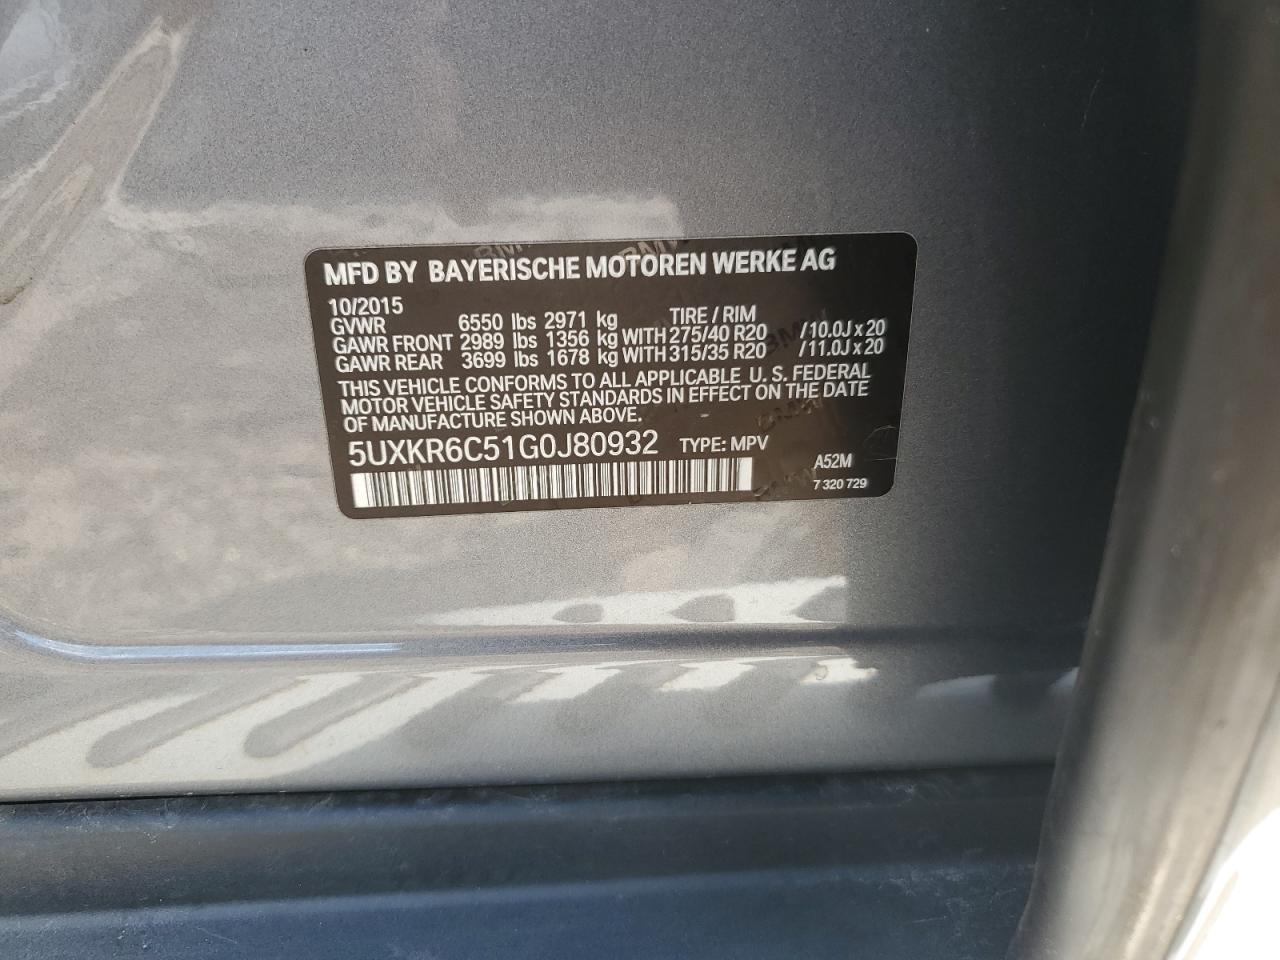 MFD BY BAYERISCHE MOTOREN WERKE AG
10/2015 TIRE / RIM
GVWR 6550 lbs 2971 kg
GAWR FRONT 2989 lbs 1356 kg WITH 275/40 R20 /10.0J x 20
GAWR REAR 3699 lbs 1678 kg WITH 315/35 R20 /11.0J x 20
THIS VEHICLE CONFORMS TO ALL APPLICABLE U. S. FEDERAL
MOTOR VEHICLE SAFETY STANDARDS IN EFFECT ON THE DATE
OF MANUFACTURE SHOWN ABOVE.
5UXKR6C51G0J80932 TYPE: MPV
A52M
7 320 729